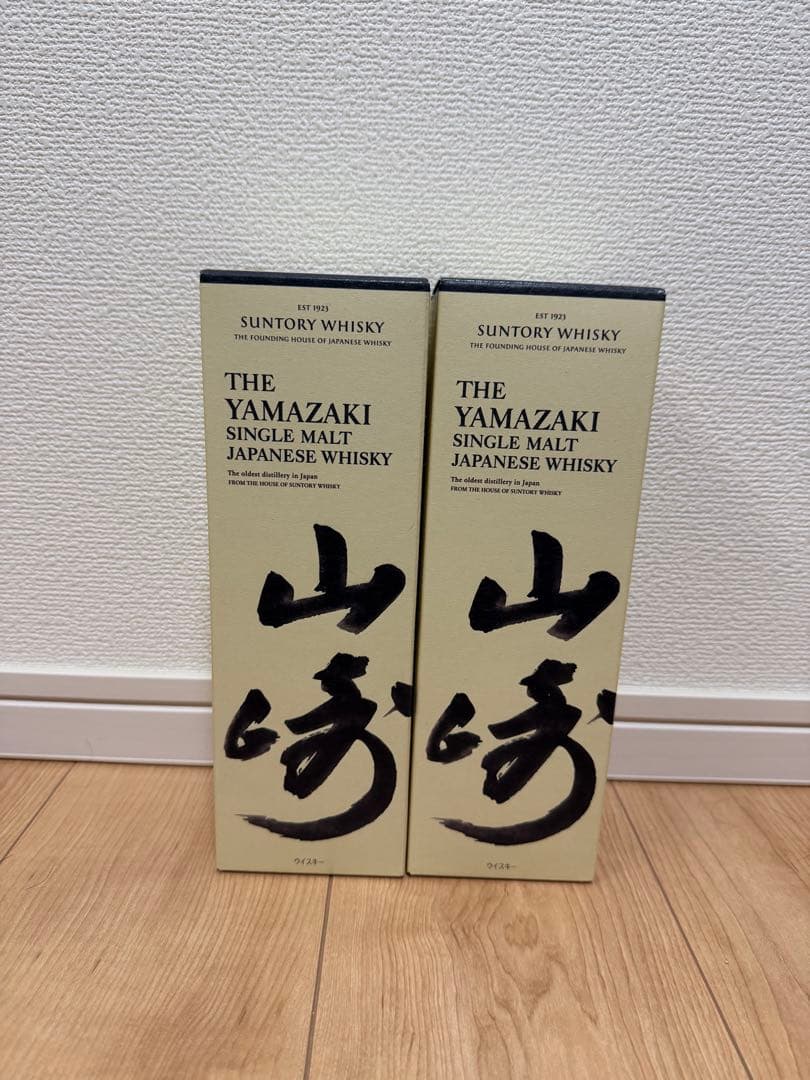 EST 1923
SUNTORY WHISKY
THE FOUNDING HOUSE OF JAPANESE WHISKY
THE
YAMAZAKI
SINGLE MALT
JAPANESE WHISKY
The oldest distillery in Japan
FROM THE HOUSE OF SUNTORY WHISKY
山
崎
ウイスキー
EST 1923
SUNTORY WHISKY
THE FOUNDING HOUSE OF JAPANESE WHISKY
THE
YAMAZAKI
SINGLE MALT
JAPANESE WHISKY
The oldest distillery in Japan
FROM THE HOUSE OF SUNTORY WHISKY
山
崎
ウイスキー